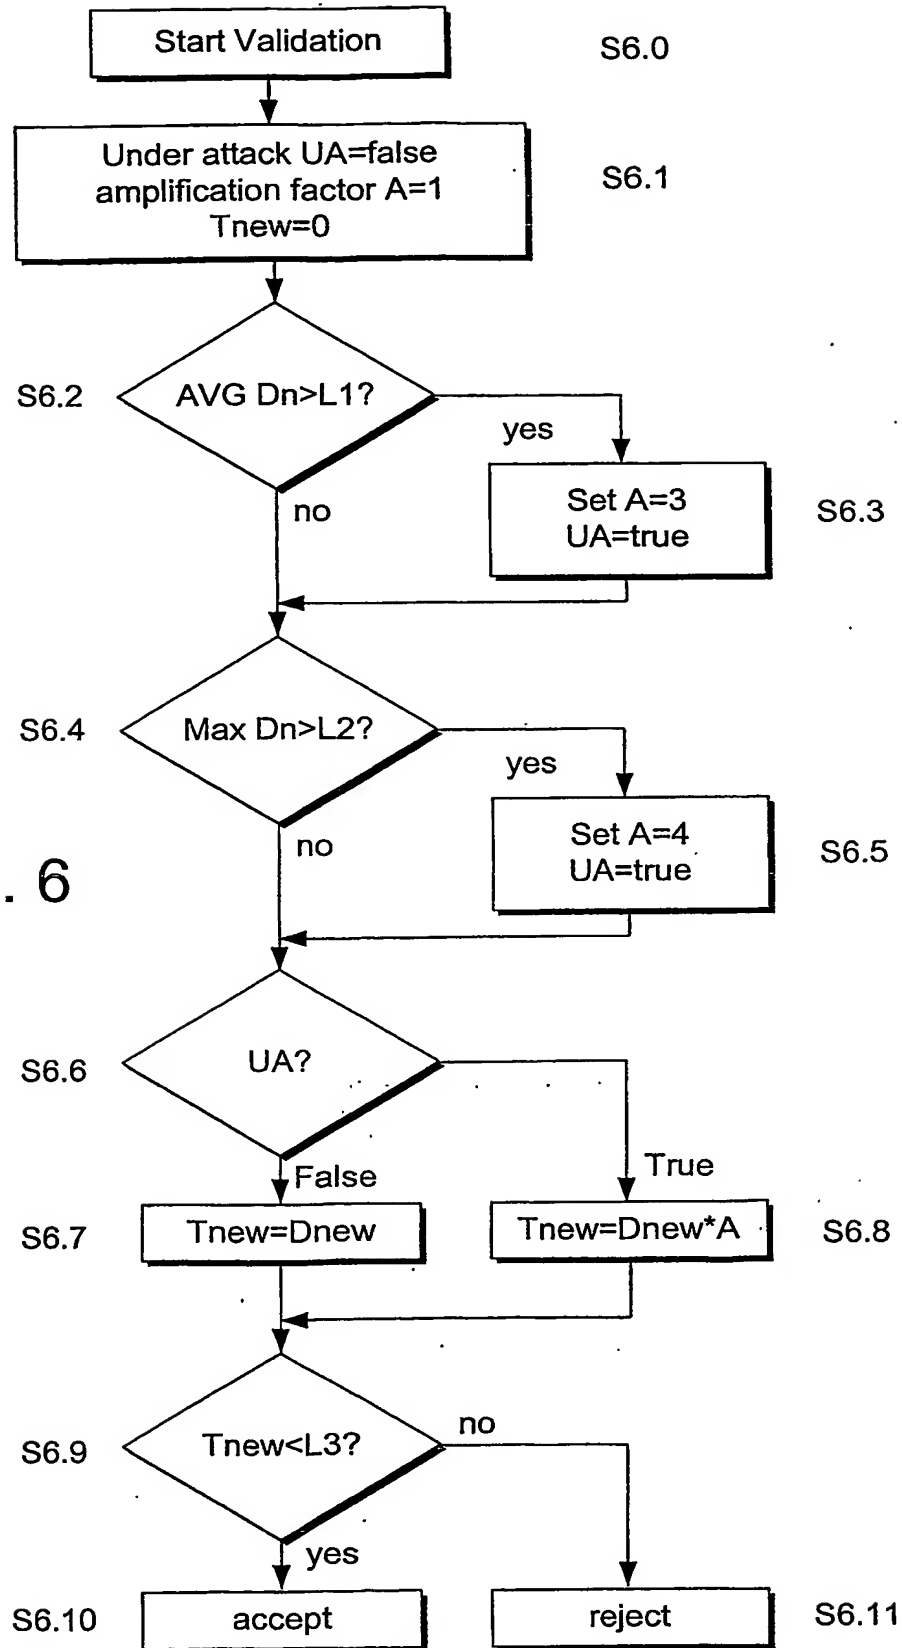 Start Validation
S6.0
Under attack UA=false
amplification factor A=1
Tnew=0
S6.1
S6.2
AVG Dn>L1?
yes
no
Set A=3
UA=true
S6.3
S6.4
Max Dn>L2?
yes
no
Set A=4
UA=true
S6.5
. 6
S6.6
UA?
False
True
S6.7
Tnew=Dnew
Tnew=Dnew*A
S6.8
S6.9
Tnew<L3?
no
yes
S6.10
accept
reject
S6.11